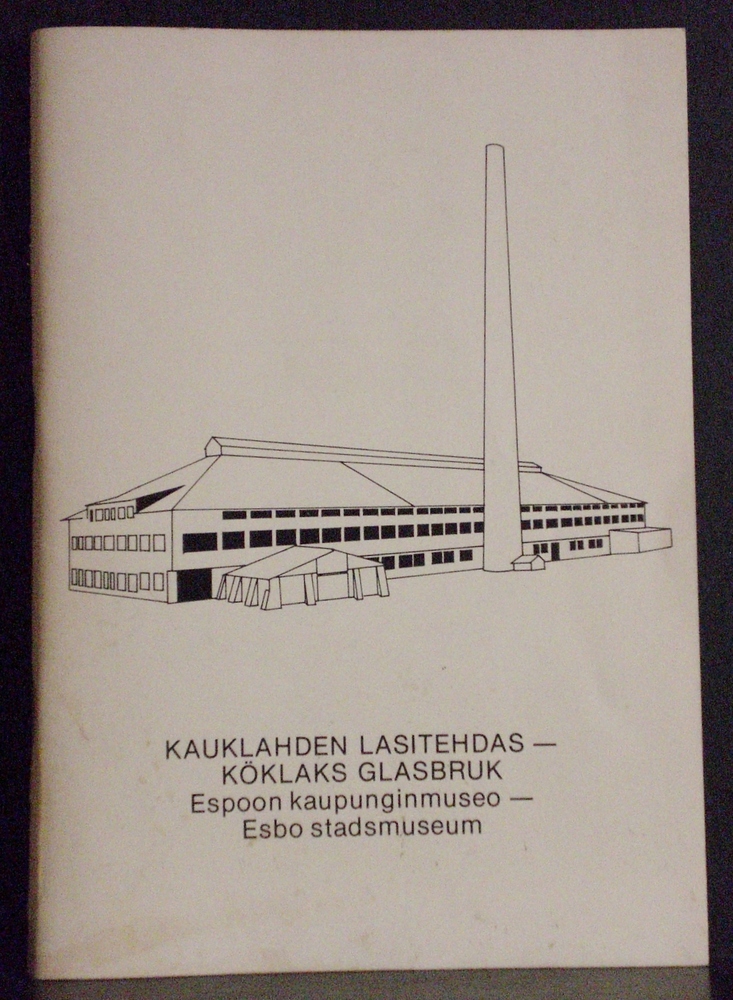 KAUKLAHDEN LASITEHDAS —
KÖKLAKS GLASBRUK
Espoon kaupunginmuseo —
Esbo stadsmuseum